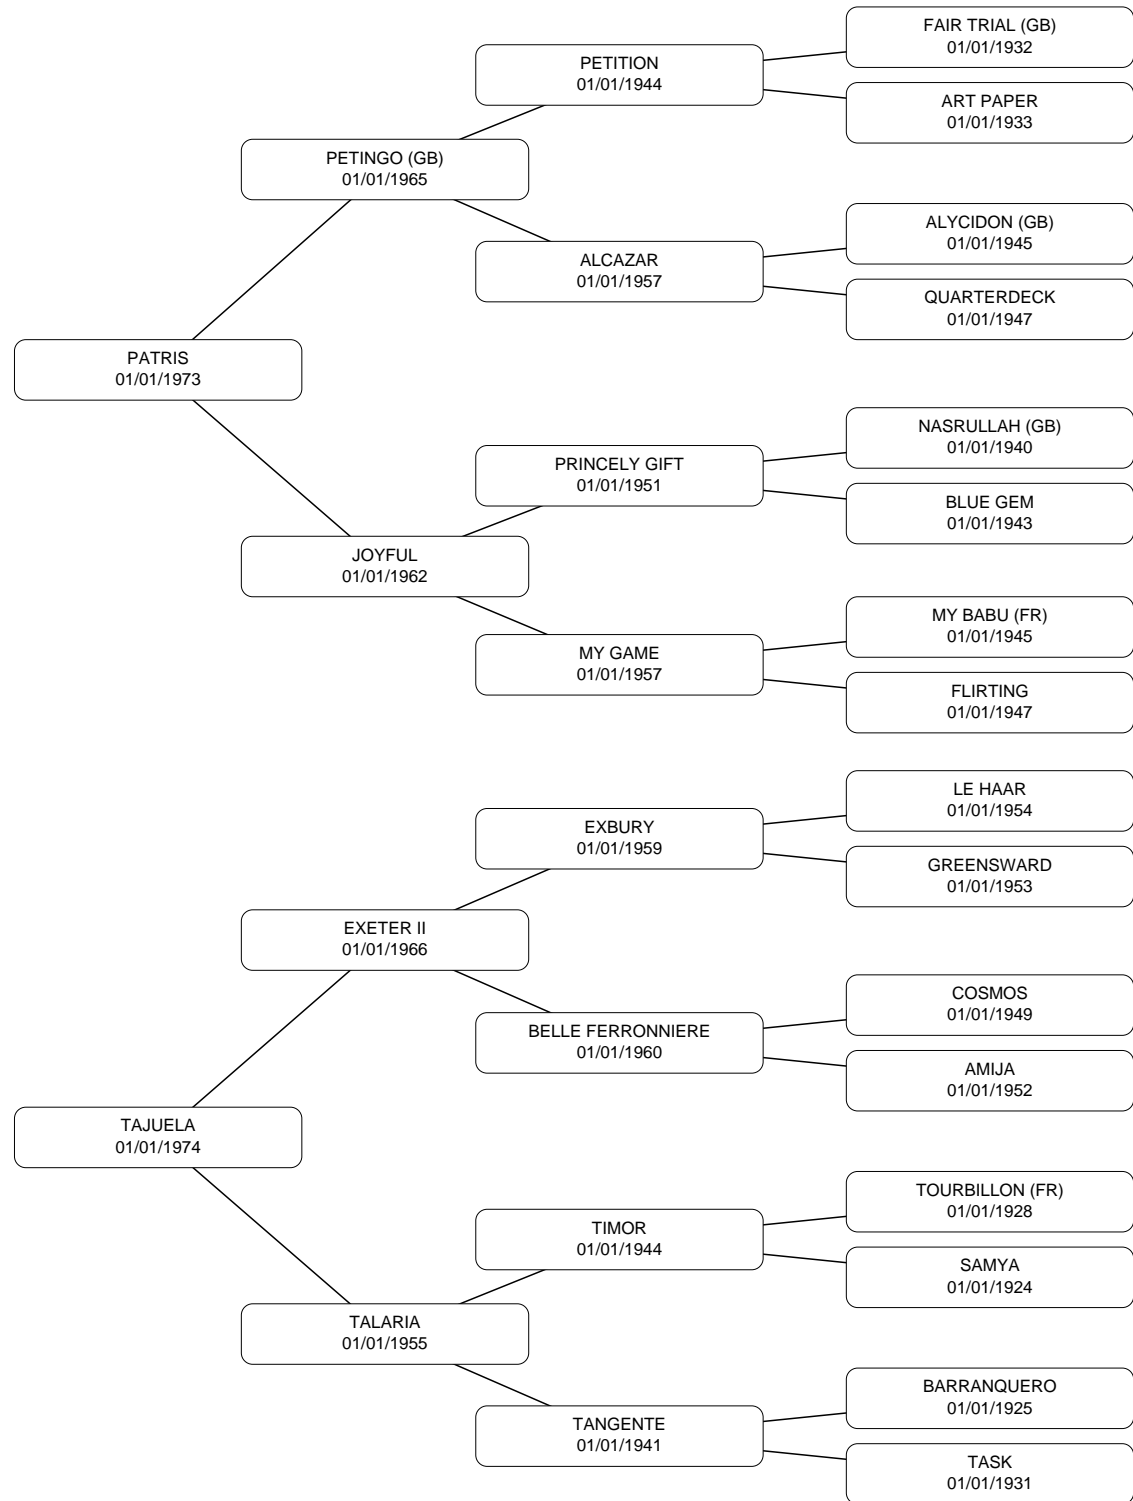 FAIR TRIAL (GB)
01/01/1932
PETITION
01/01/1944
ART PAPER
01/01/1933
PETINGO (GB)
01/01/1965
ALYCIDON (GB)
01/01/1945
ALCAZAR
01/01/1957
QUARTERDECK
01/01/1947
PATRIS
01/01/1973
NASRULLAH (GB)
01/01/1940
PRINCELY GIFT
01/01/1951
BLUE GEM
01/01/1943
JOYFUL
01/01/1962
MY BABU (FR)
01/01/1945
MY GAME
01/01/1957
FLIRTING
01/01/1947
LE HAAR
01/01/1954
EXBURY
01/01/1959
GREENSWARD
01/01/1953
EXETER II
01/01/1966
COSMOS
01/01/1949
BELLE FERRONNIERE
01/01/1960
AMIJA
01/01/1952
TAJUELA
01/01/1974
TOURBILLON (FR)
01/01/1928
TIMOR
01/01/1944
SAMYA
01/01/1924
TALARIA
01/01/1955
BARRANQUERO
01/01/1925
TANGENTE
01/01/1941
TASK
01/01/1931